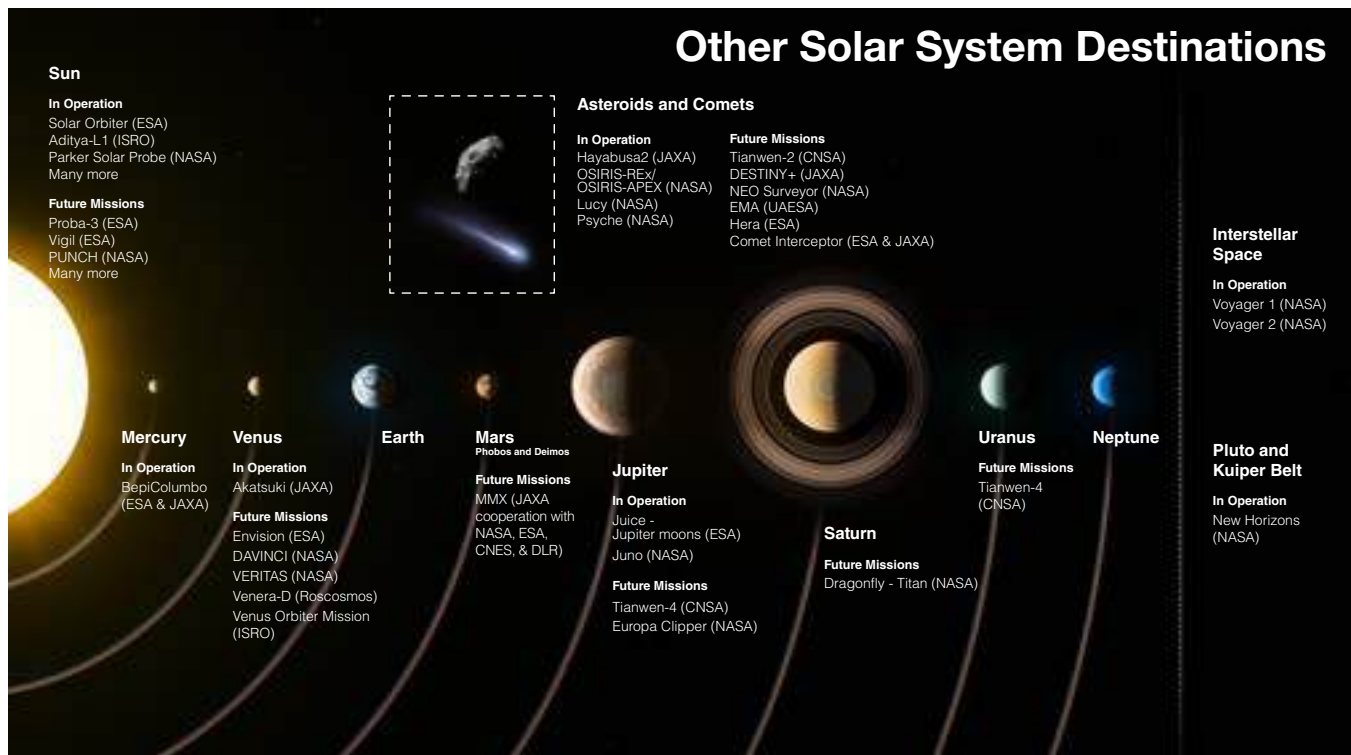 Other Solar System Destinations
Sun
In Operation
Solar Orbiter (ESA)
Aditya-L1 (ISRO)
Parker Solar Probe (NASA)
Many more
Future Missions
Proba-3 (ESA)
Vigil (ESA)
PUNCH (NASA)
Many more
Asteroids and Comets
In Operation
Hayabusa2 (JAXA)
OSIRIS-REx/
OSIRIS-APEX (NASA)
Lucy (NASA)
Psyche (NASA)
Future Missions
Tianwen-2 (CNSA)
DESTINY+ (JAXA)
NEO Surveyor (NASA)
EMA (UAESA)
Hera (ESA)
Comet Interceptor (ESA & JAXA)
Interstellar
Space
In Operation
Voyager 1 (NASA)
Voyager 2 (NASA)
Mercury
In Operation
BepiColumbo
(ESA & JAXA)
Venus
In Operation
Akatsuki (JAXA)
Future Missions
Envision (ESA)
DAVINCI (NASA)
VERITAS (NASA)
Venera-D (Roscosmos)
Venus Orbiter Mission
(ISRO)
Earth
Mars
Phobos and Deimos
Future Missions
MMX (JAXA
cooperation with
NASA, ESA,
CNES, & DLR)
Jupiter
In Operation
Juice -
Jupiter moons (ESA)
Juno (NASA)
Future Missions
Tianwen-4 (CNSA)
Europa Clipper (NASA)
Saturn
Future Missions
Dragonfly - Titan (NASA)
Uranus
Future Missions
Tianwen-4
(CNSA)
Neptune
Pluto and
Kuiper Belt
In Operation
New Horizons
(NASA)